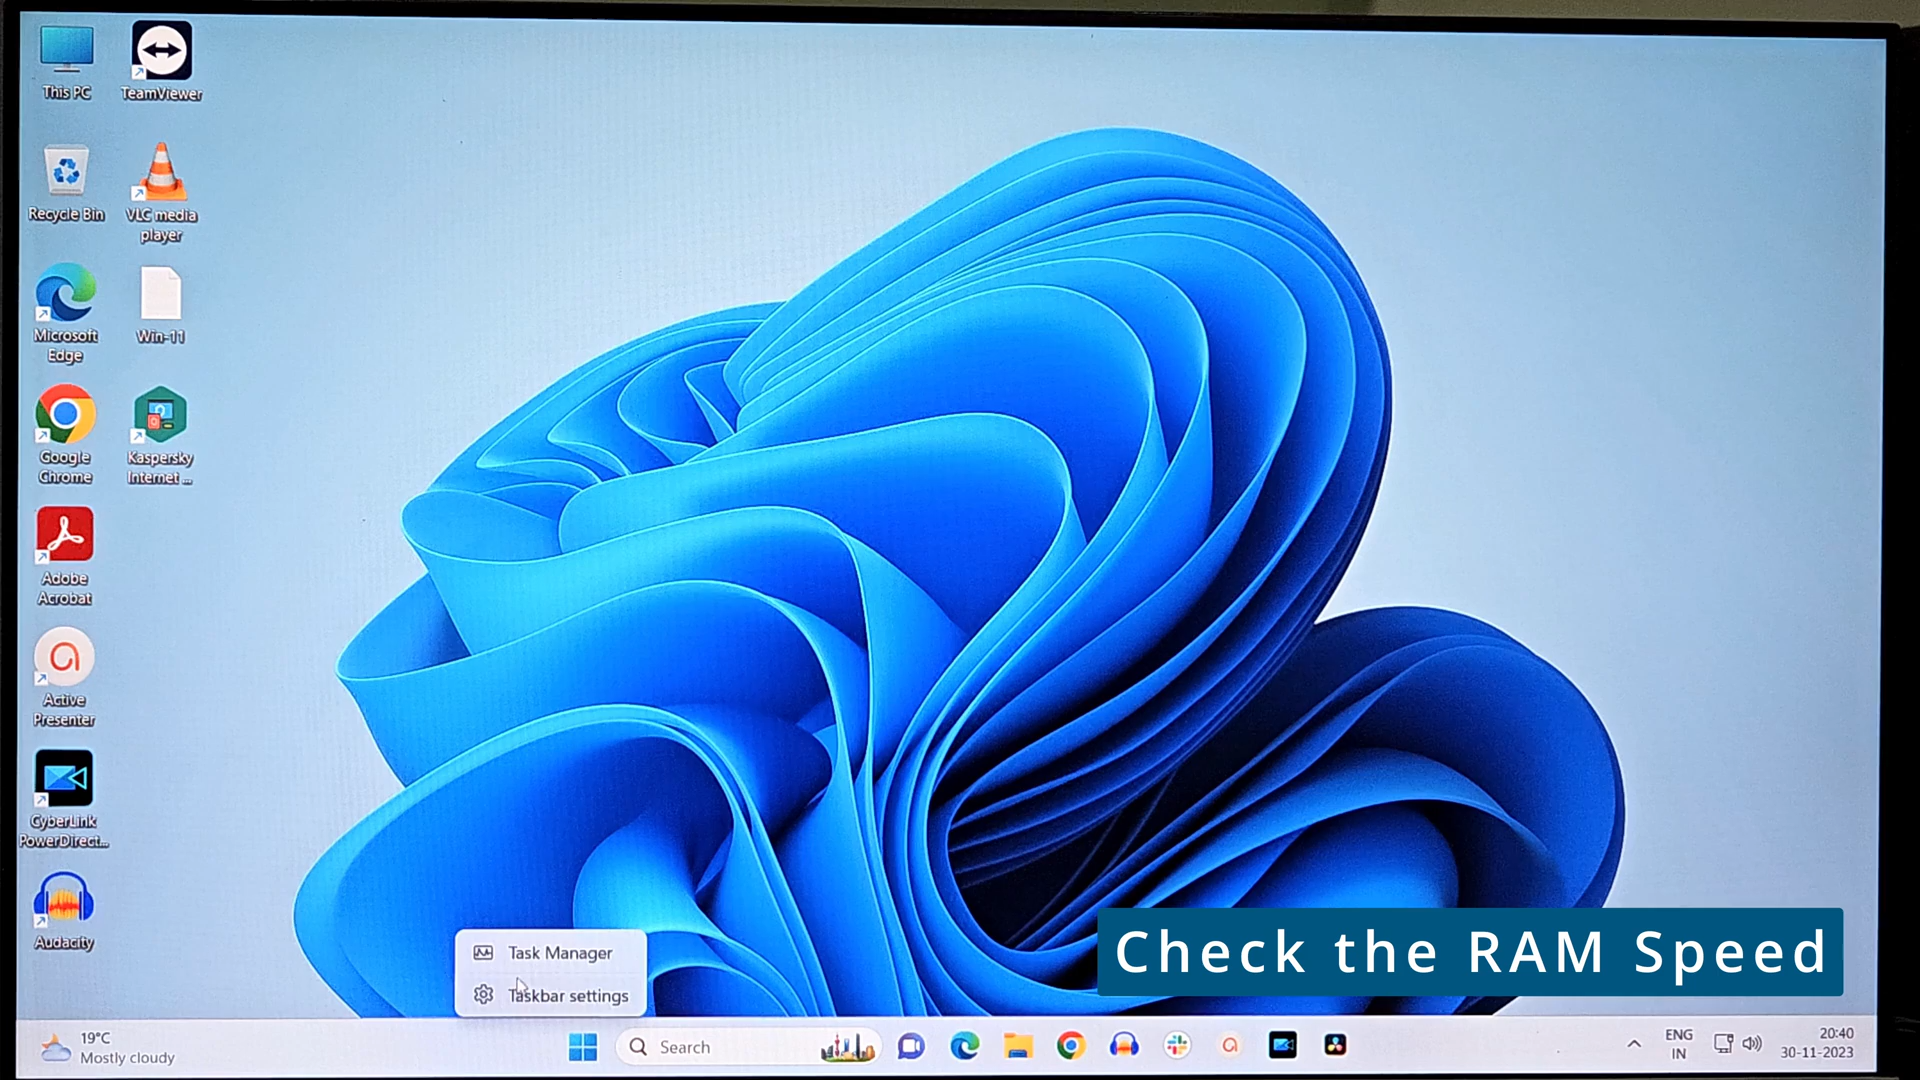 This PC
TeamViewer
Recycle Bin
VLC media
player
Microsoft
Edge
Win-11
Google
Chrome
Kaspersky
Internet ...
Adobe
Acrobat
Active
Presenter
CyberLink
PowerDirect...
Audacity
Task Manager
Taskbar settings
Check the RAM Speed
19°C
Mostly cloudy
Search
ENG
IN
20:40
30-11-2023